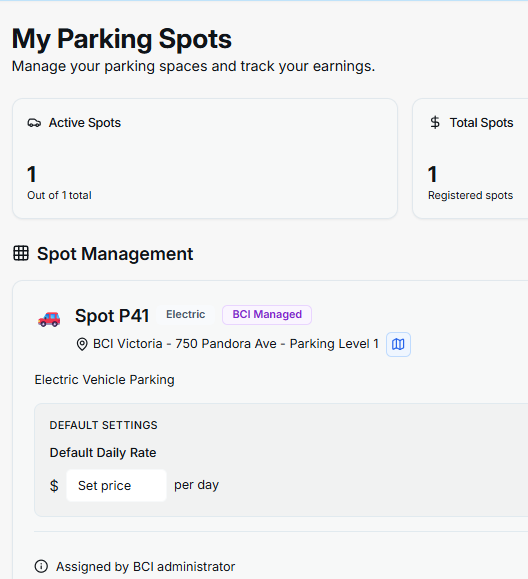 My Parking Spots
Manage your parking spaces and track your earnings.
Active Spots
1
Out of 1 total
$ Total Spots
1
Registered spots
Spot Management
Spot P41 Electric BCI Managed
BCI Victoria - 750 Pandora Ave - Parking Level 1
Electric Vehicle Parking
DEFAULT SETTINGS
Default Daily Rate
$ Set price per day
Assigned by BCI administrator